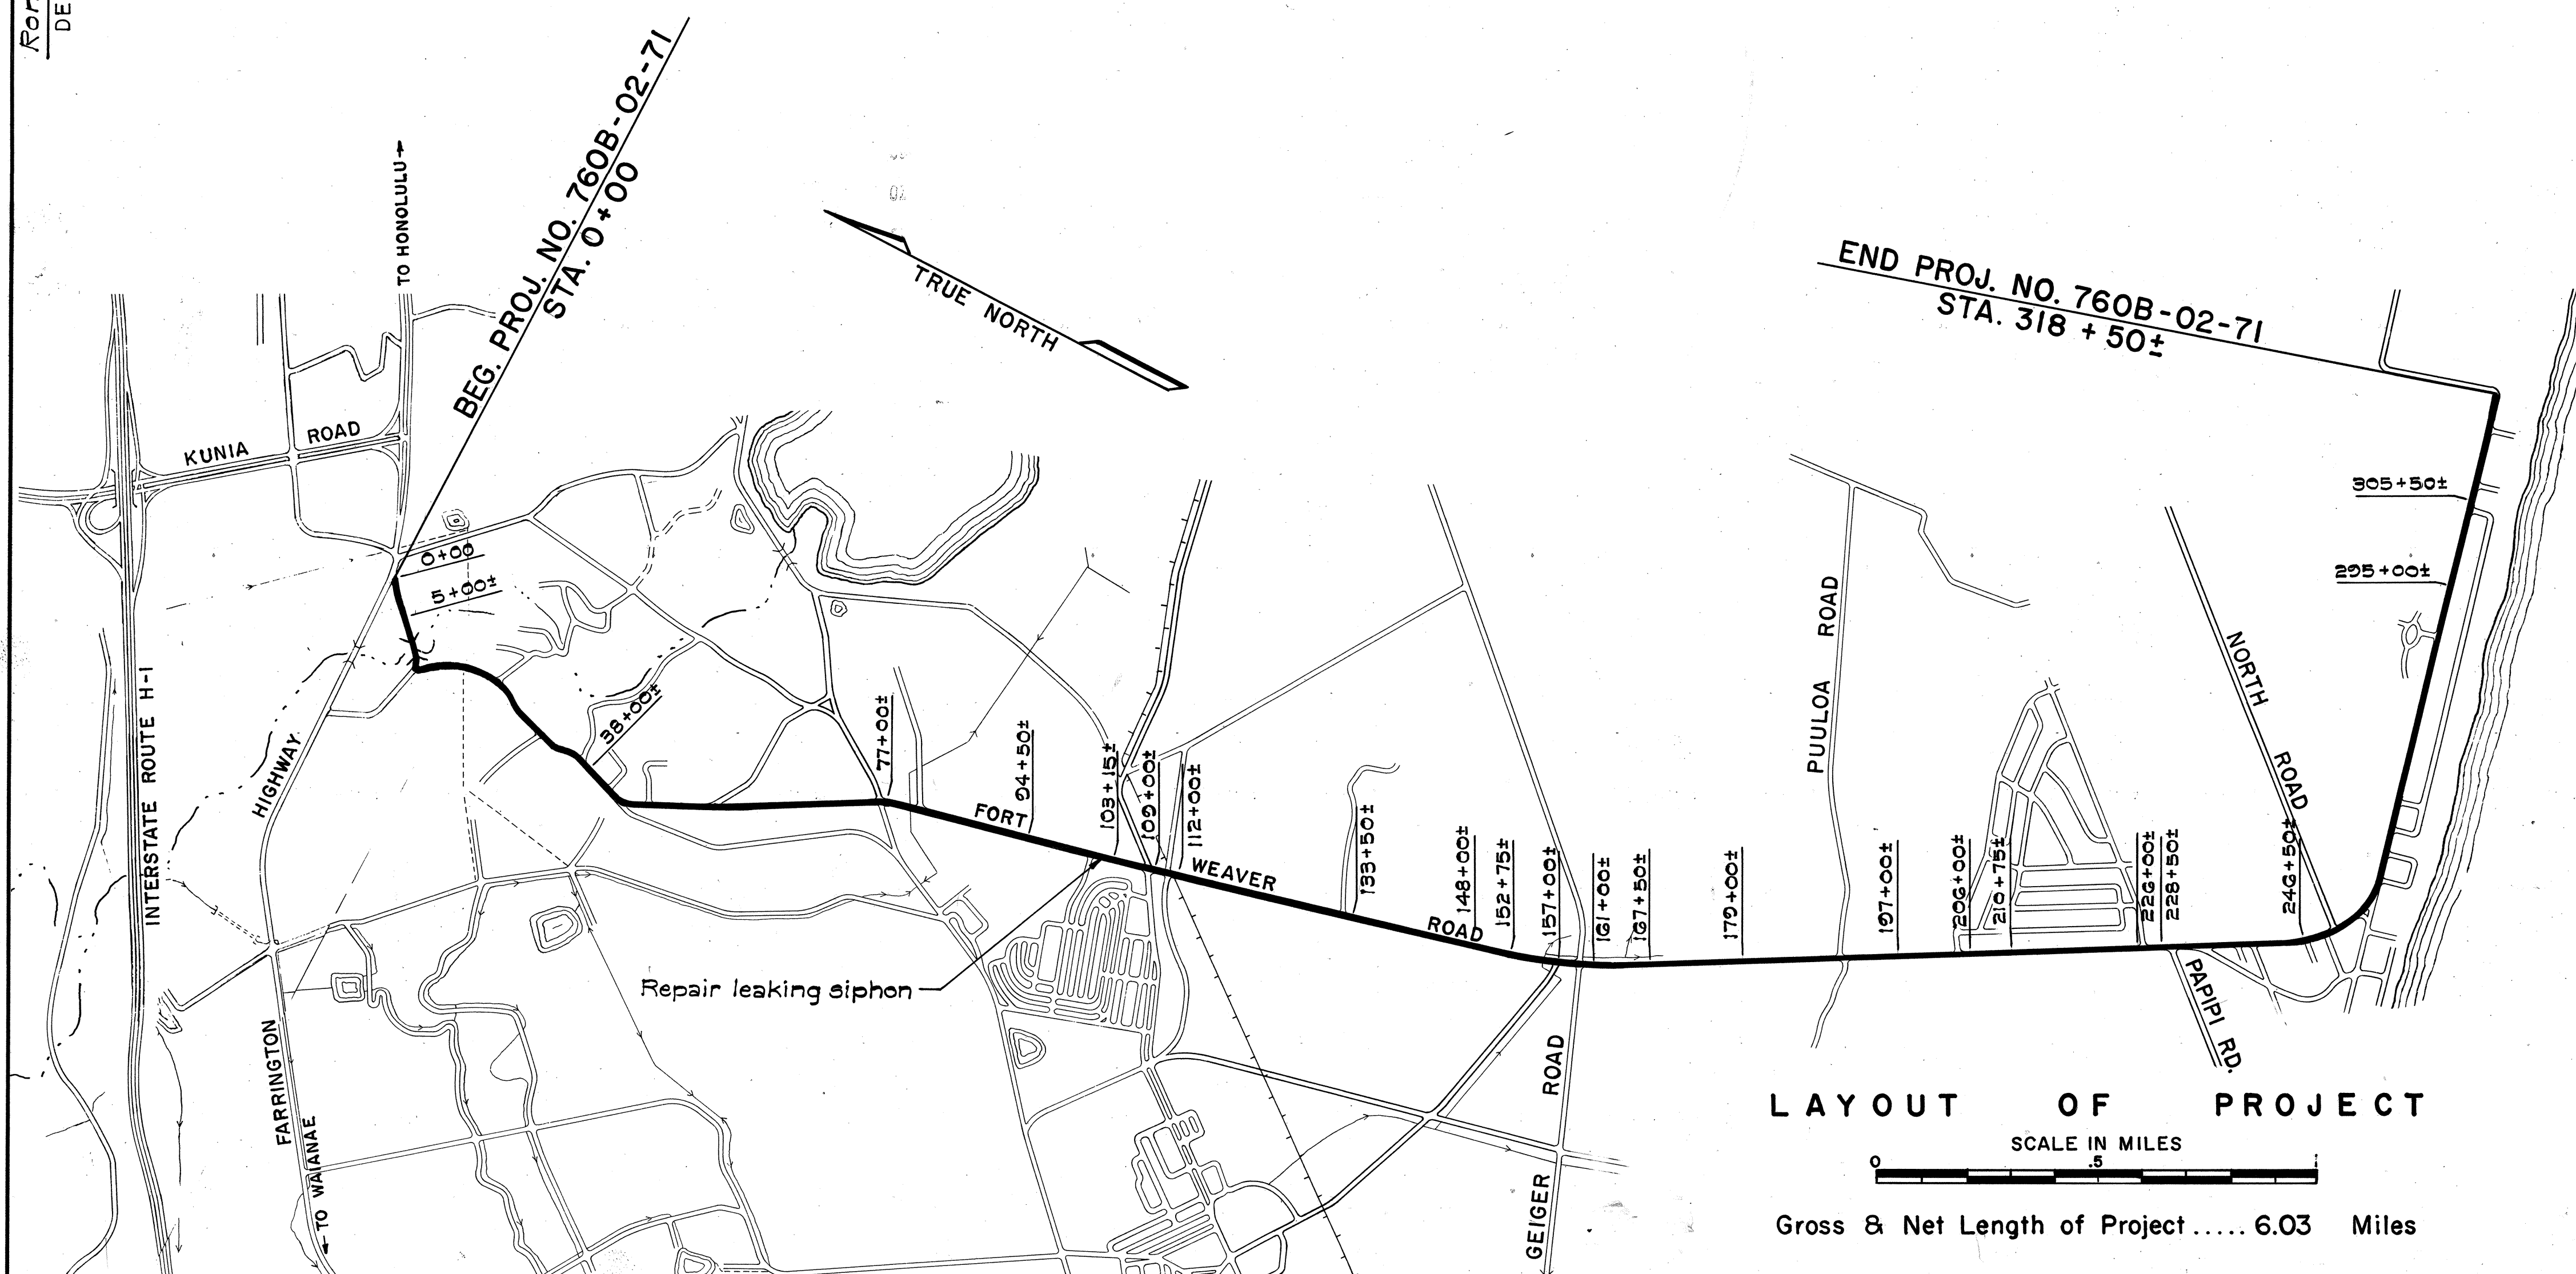 BEG. PROJ. NO. 760B-02-71
STA. 0+00
TO HONOLULU
TRUE NORTH
END PROJ. NO. 760B-02-71
STA. 318 + 50±
KUNIA ROAD
INTERSTATE ROUTE H-1
FARRINGTON HIGHWAY
TO WAIANAE
0+00
5+00±
38+00±
77+00±
94+50±
103+15±
109+00±
112+00±
133+50±
148+00±
152+75±
157+00±
161+00±
167+50±
179+00±
197+00±
206+00±
210+75±
226+00±
228+50±
246+50±
295+00±
305+50±
FORT WEAVER ROAD
Repair leaking siphon
GEIGER ROAD
PUULOA ROAD
NORTH ROAD
PAPIPI RD.
LAYOUT OF PROJECT
SCALE IN MILES
0 .5 1
Gross & Net Length of Project ..... 6.03 Miles